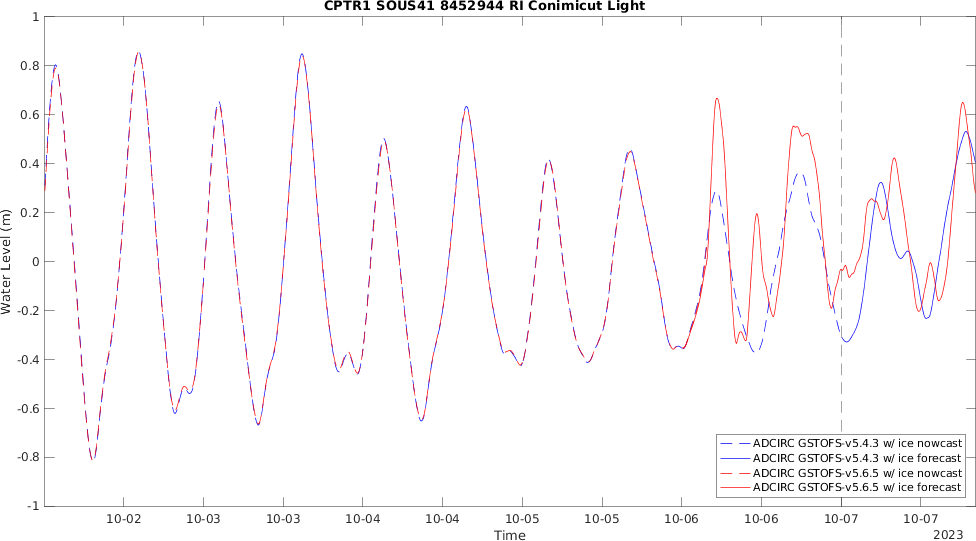 CPTR1 SOUS41 8452944 RI Conimicut Light
1
0.8
0.6
0.4
0.2
0
-0.2
-0.4
-0.6
-0.8
-1
Water Level (m)
10-02 10-03 10-03 10-04 10-04 10-05 10-05 10-06 10-06 10-07 10-07
Time
2023
ADCIRC GSTOFS-v5.4.3 w/ ice nowcast
ADCIRC GSTOFS-v5.4.3 w/ ice forecast
ADCIRC GSTOFS-v5.6.5 w/ ice nowcast
ADCIRC GSTOFS-v5.6.5 w/ ice forecast